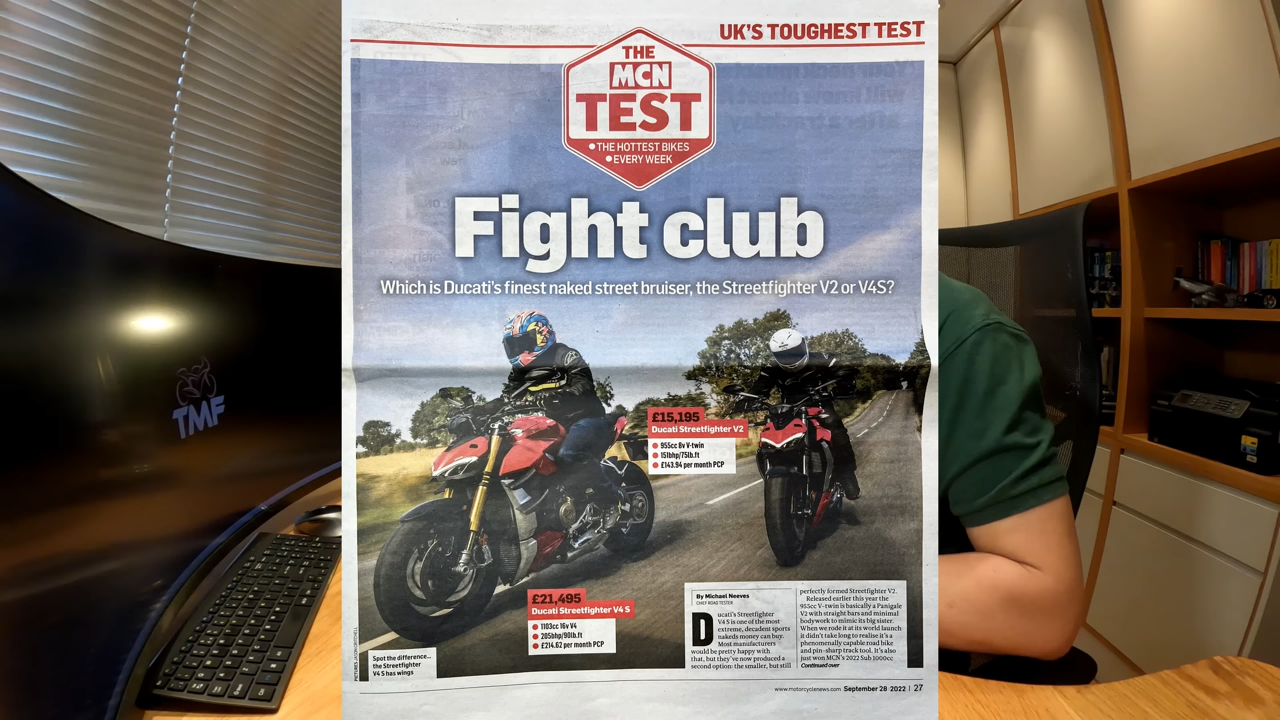 UK'S TOUGHEST TEST
THE
MCN
TEST
• THE HOTTEST BIKES
• EVERY WEEK
Fight club
Which is Ducati's finest naked street bruiser, the Streetfighter V2 or V4S?
TMF
£15,195
Ducati Streetfighter V2
• 955cc 8v V-twin
• 151bhp/75lb.ft
• £143.94 per month PCP
£21,495
Ducati Streetfighter V4 S
• 1103cc 16v V4
• 205bhp/90lb.ft
• £214.62 per month PCP
Spot the difference...
the Streetfighter
V4 S has wings
By Michael Neeves
CHIEF ROAD TESTER
Ducati's Streetfighter
V4 S is one of the most
extreme, decadent sports
nakeds money can buy.
Most manufacturers
would be pretty happy with
that, but they've now produced a
second option: the smaller, but still
perfectly formed Streetfighter V2.
Released earlier this year the
955cc V-twin is basically a Panigale
V2 with straight bars and minimal
bodywork to mimic its big sister.
When we rode it at its world launch
it didn't take long to realise it's a
phenomenally capable road bike
and pin-sharp track tool. It's also
just won MCN's 2022 Sub 1000cc
Continued over
www.motorcyclenews.com September 28 2022 | 27